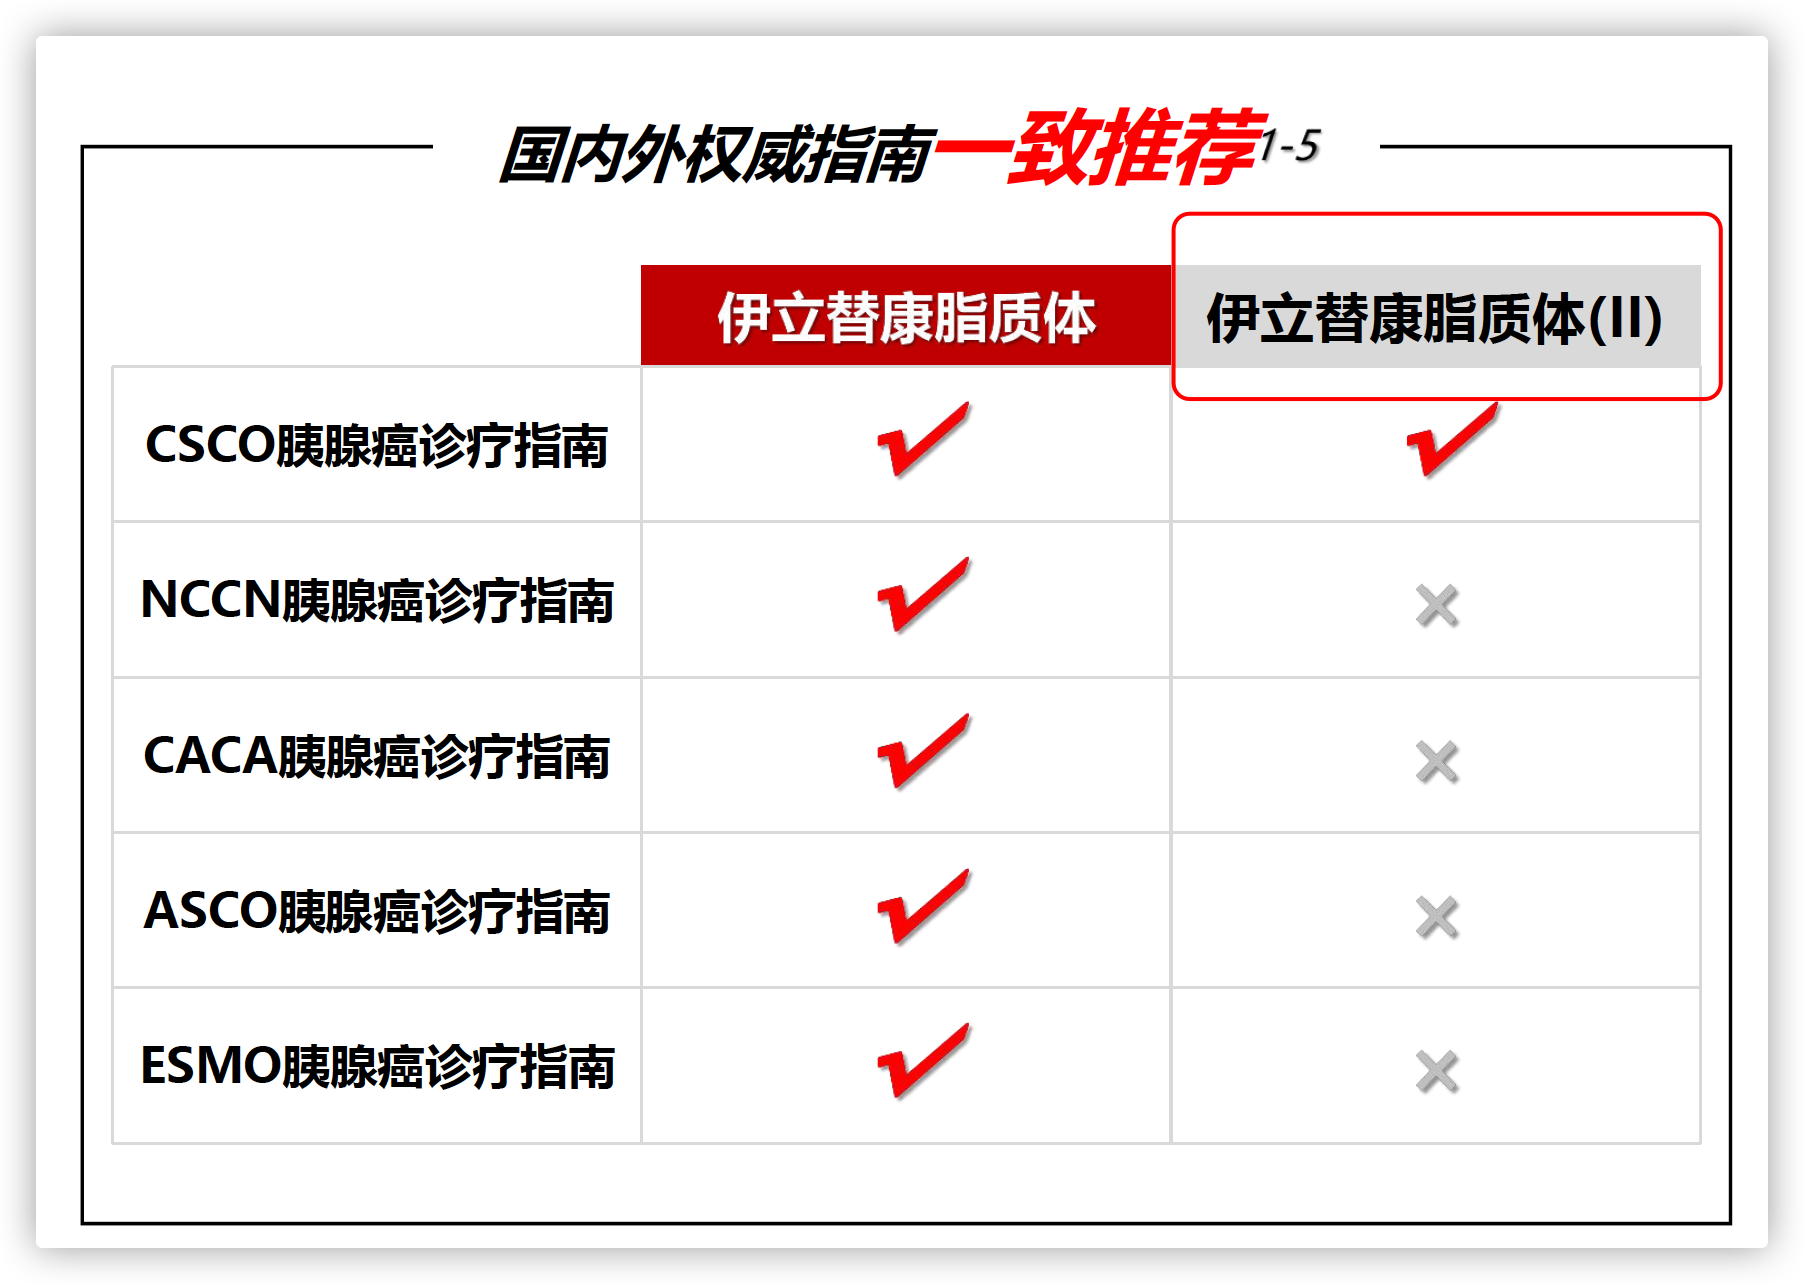 国内外权威指南一致推荐1-5
伊立替康脂质体 伊立替康脂质体(II)
CSCO胰腺癌诊疗指南 ✓ ✓
NCCN胰腺癌诊疗指南 ✓ ×
CACA胰腺癌诊疗指南 ✓ ×
ASCO胰腺癌诊疗指南 ✓ ×
ESMO胰腺癌诊疗指南 ✓ ×